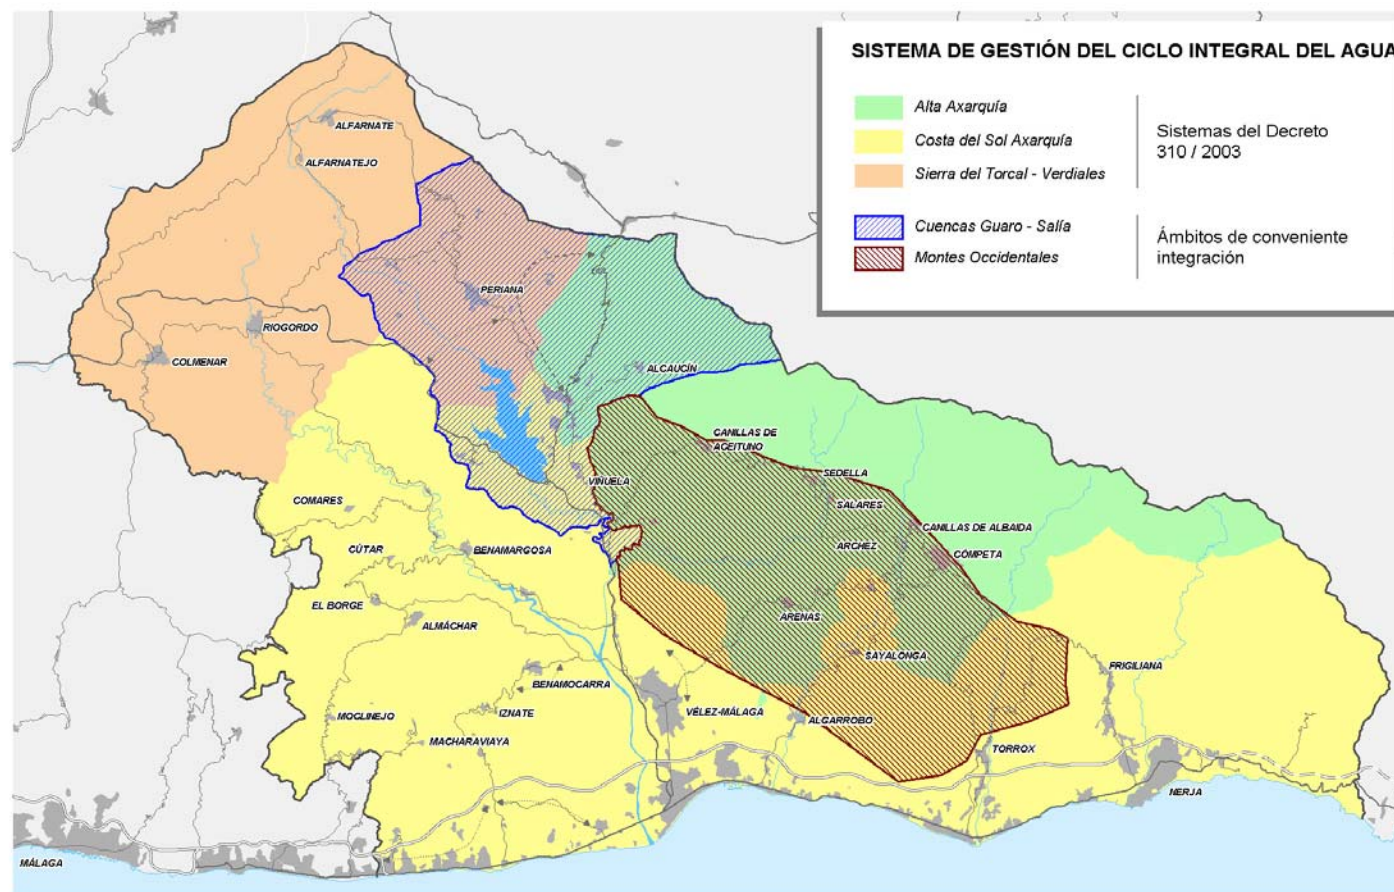 SISTEMA DE GESTIÓN DEL CICLO INTEGRAL DEL AGUA
Alta Axarquía
Costa del Sol Axarquía
Sierra del Torcal - Verdiales
Sistemas del Decreto
310 / 2003
Cuencas Guaro - Salía
Montes Occidentales
Ámbitos de conveniente
integración
ALFARNATE
ALFARNATEJO
PERIANA
RIOGORDO
COLMENAR
ALCAUCÍN
CANILLAS DE
ACEITUNO
SEDELLA
VIÑUELA
SALARES
COMARES
CANILLAS DE ALBAIDA
CÚTAR
BENAMARGOSA
ARCHEZ
CÓMPETA
EL BORGE
ALMÁCHAR
ARENAS
SAYALONGA
FRIGILIANA
BENAMOCARRA
MOCLINEJO
IZNATE
VÉLEZ-MÁLAGA
ALGARROBO
MACHARAVIAYA
TORROX
NERJA
MÁLAGA